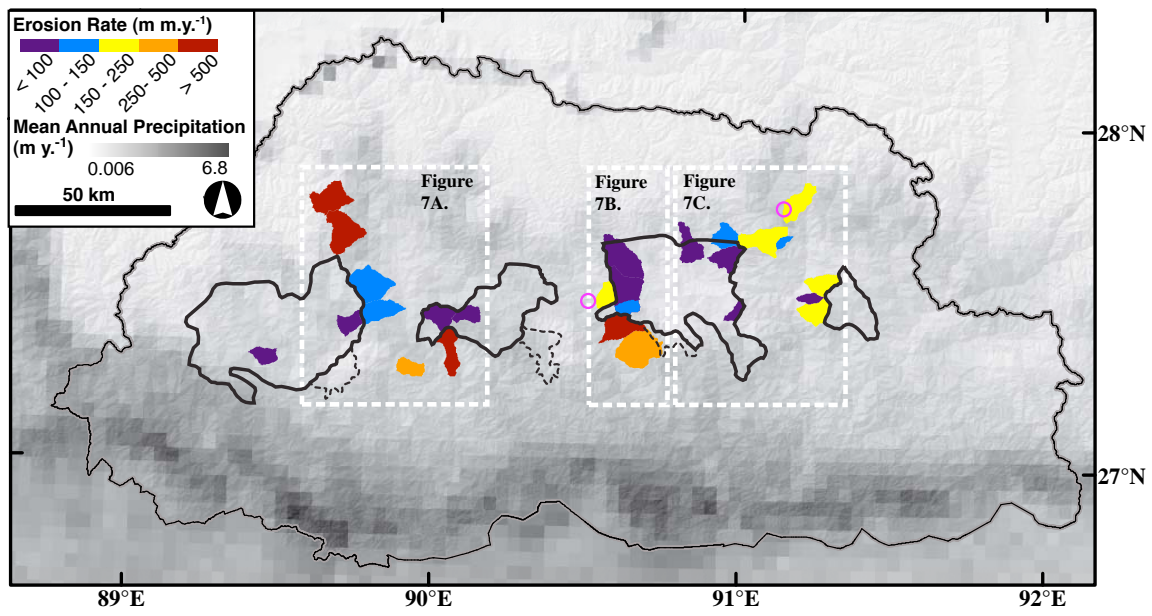 Erosion Rate (m m.y.⁻¹)
< 100
100 - 150
150 - 250
250- 500
> 500
Mean Annual Precipitation
(m y.⁻¹)
0.006
6.8
50 km
Figure
7A.
Figure
7B.
Figure
7C.
28°N
27°N
89°E
90°E
91°E
92°E